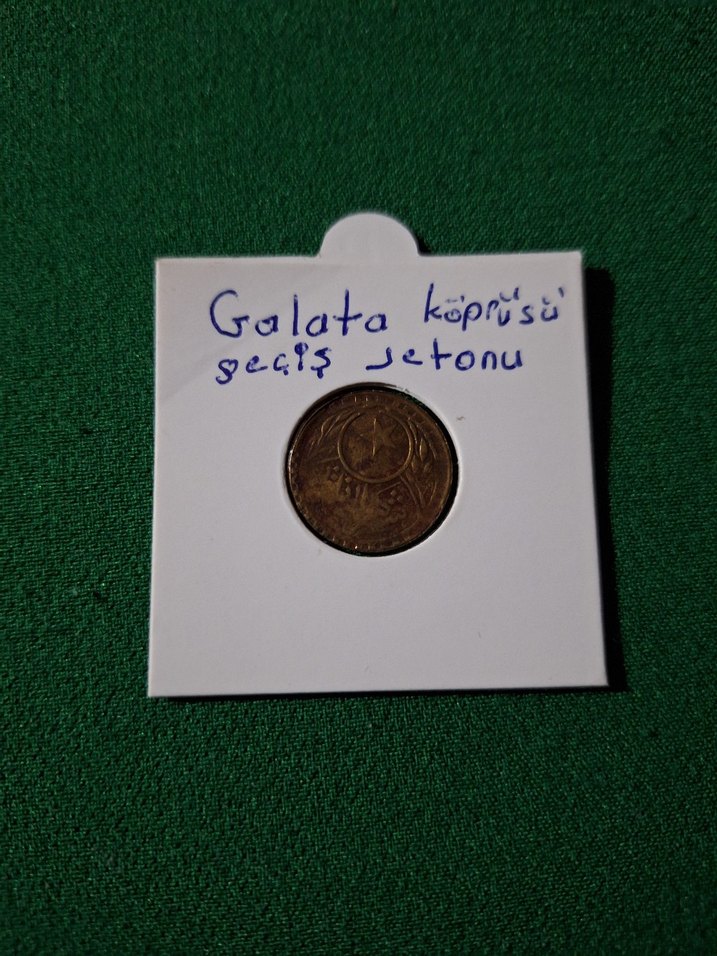 Galata köprüsü
geçiş jetonu